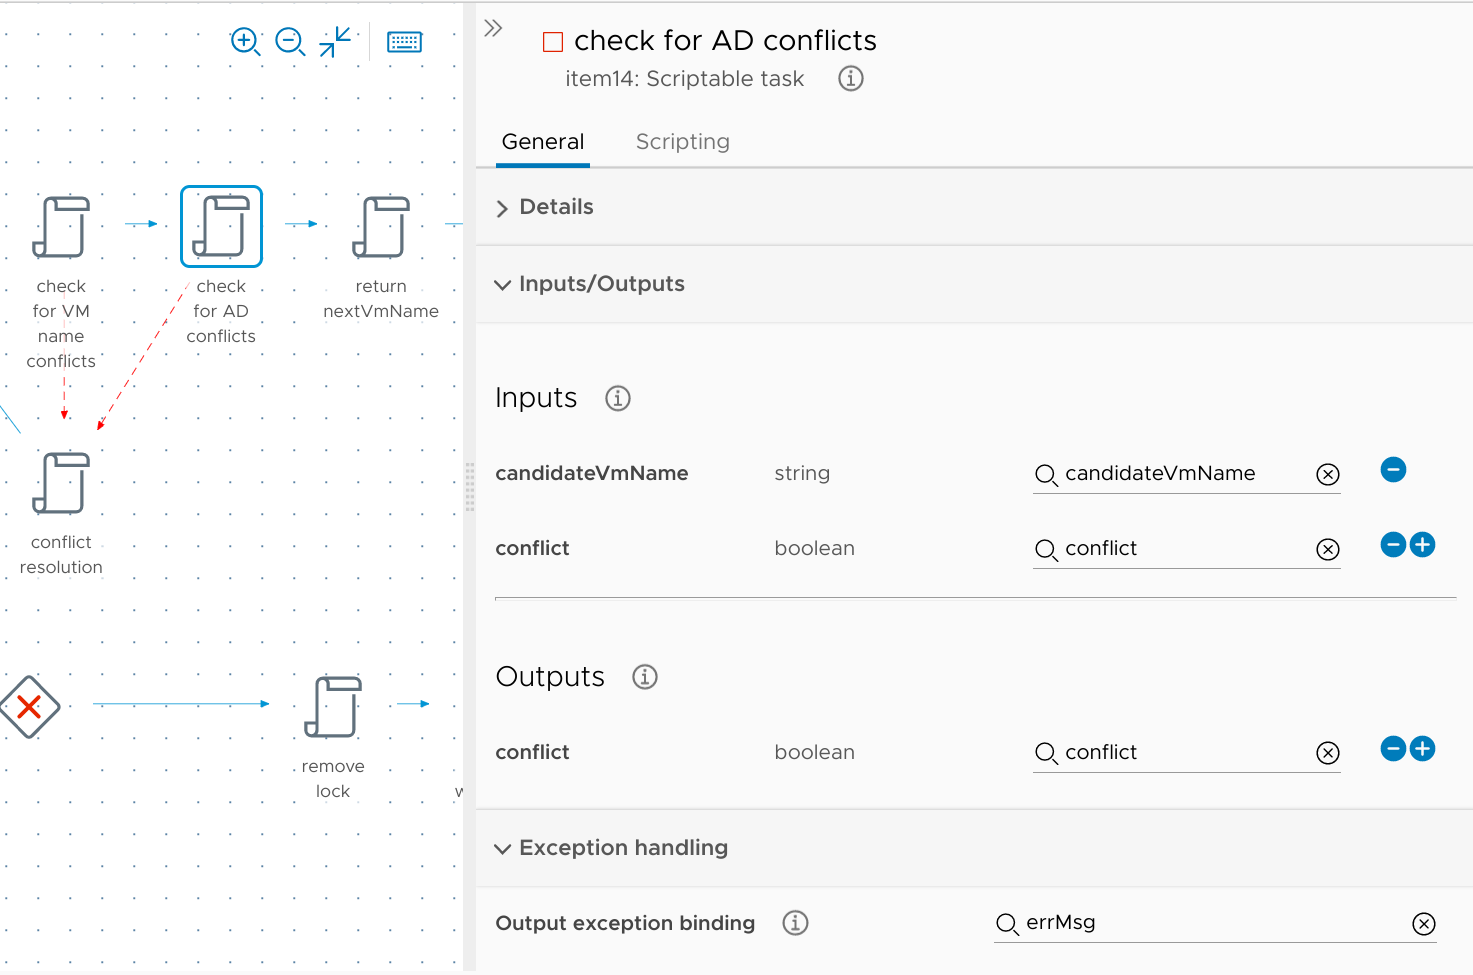 check for AD conflicts
item14: Scriptable task
General Scripting
Details
Inputs/Outputs
Inputs
candidateVmName string candidateVmName
conflict boolean conflict
Outputs
conflict boolean conflict
Exception handling
Output exception binding errMsg
check
for VM
name
conflicts
check
for AD
conflicts
return
nextVmName
conflict
resolution
remove
lock